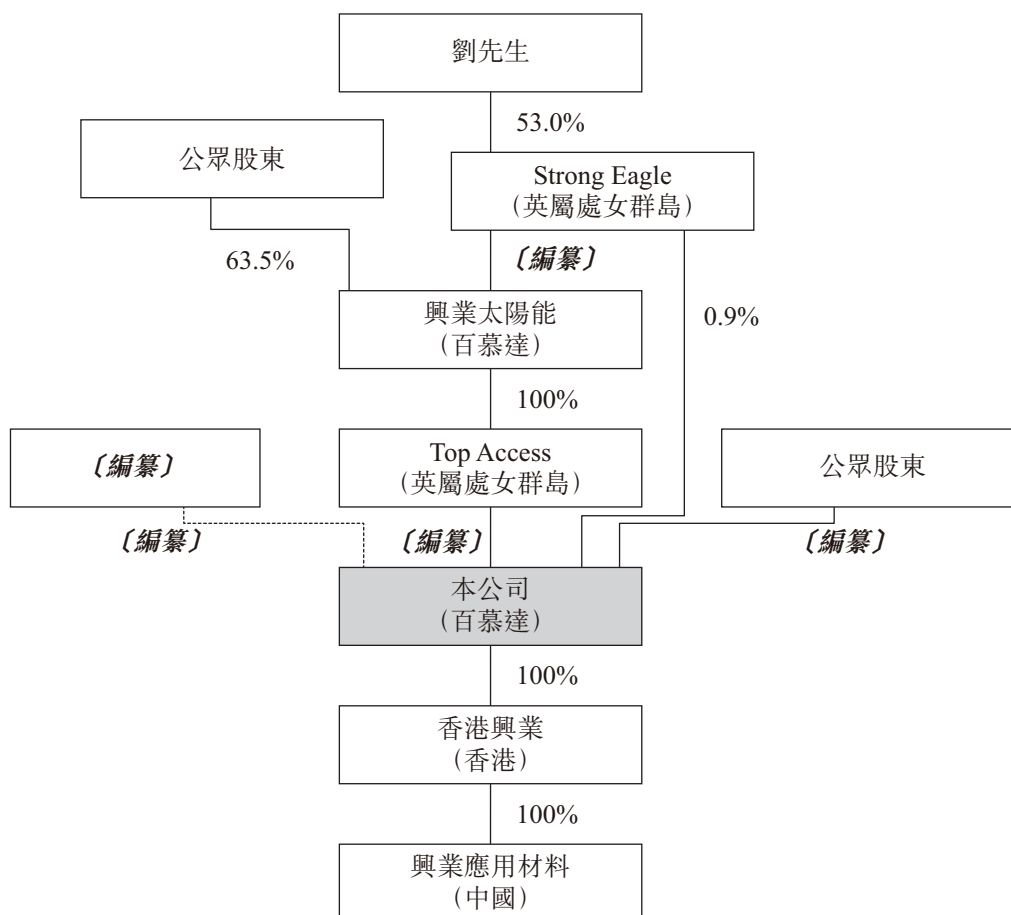 劉先生
53.0%
公眾股東
Strong Eagle
(英屬處女群島)
63.5%
〔編纂〕
興業太陽能
(百慕達)
0.9%
100%
〔編纂〕
Top Access
(英屬處女群島)
公眾股東
〔編纂〕
〔編纂〕
〔編纂〕
本公司
(百慕達)
100%
香港興業
(香港)
100%
興業應用材料
(中國)